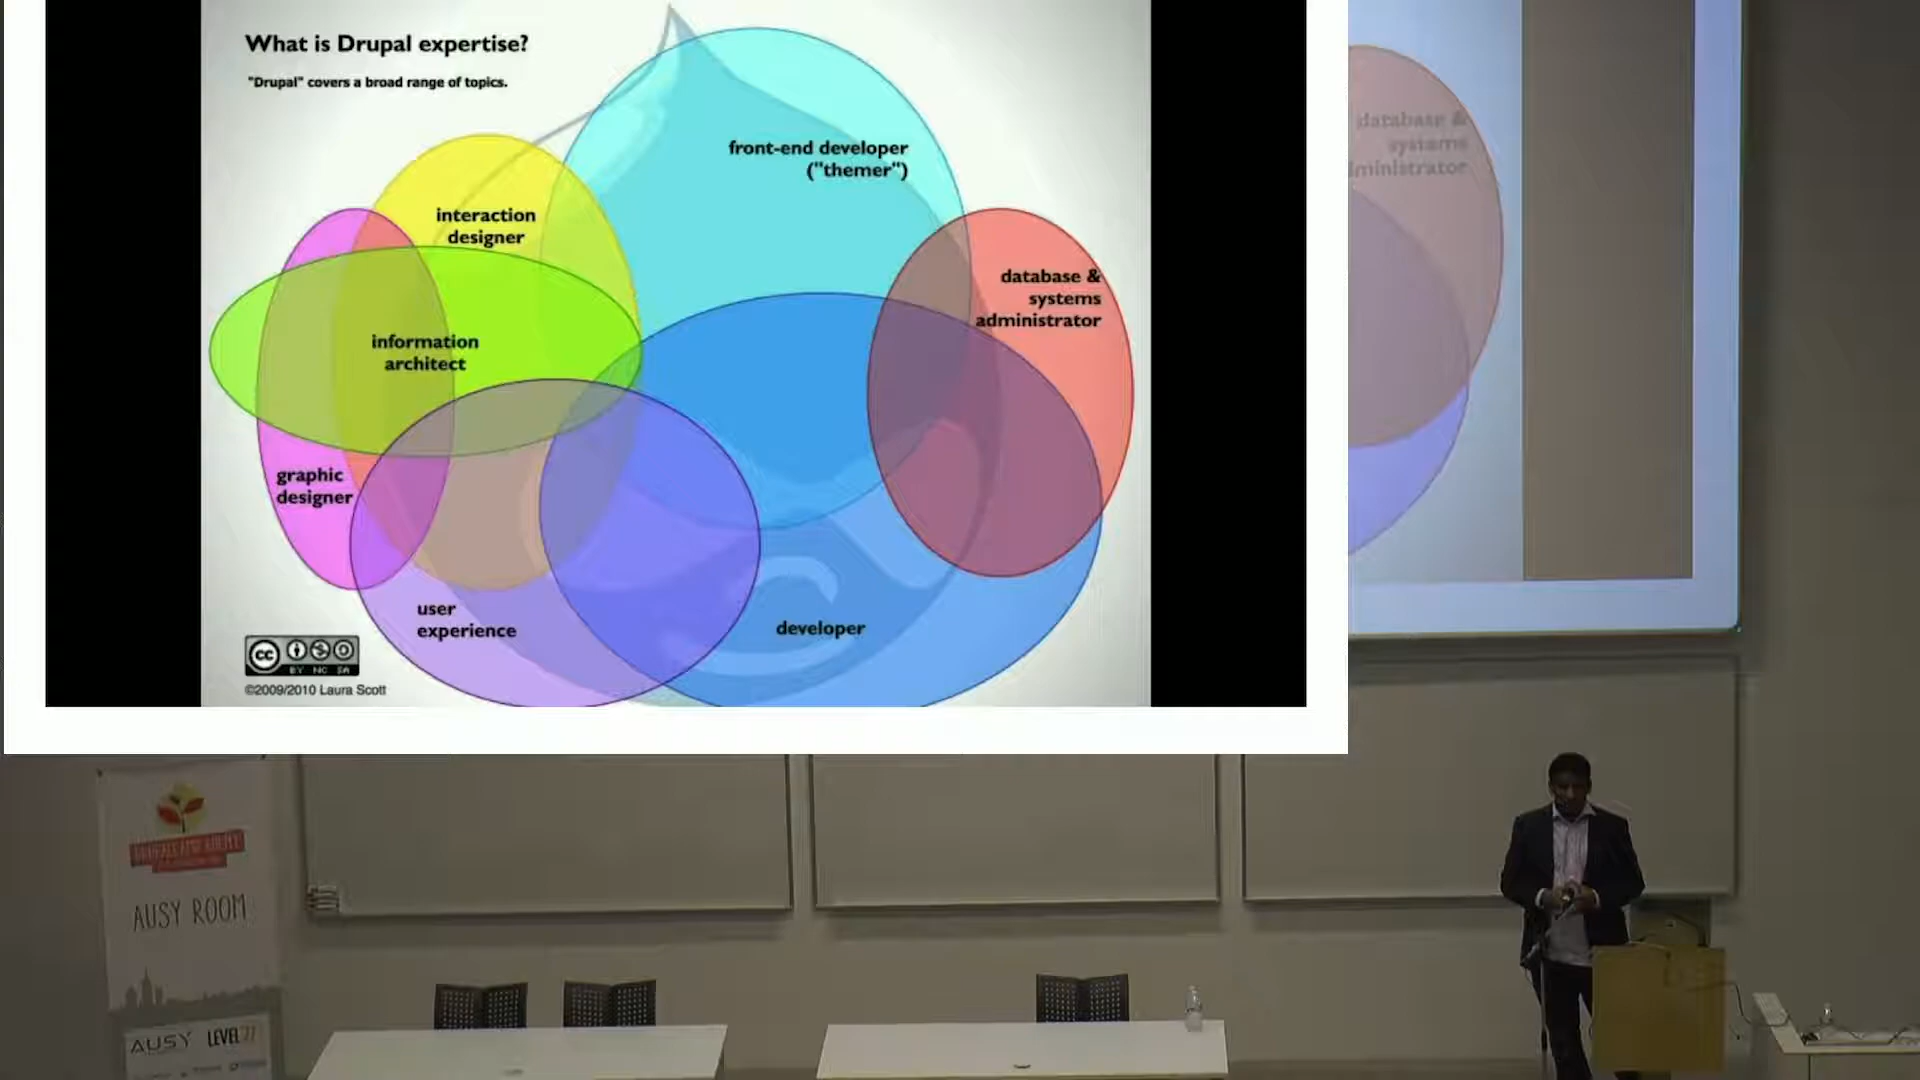 What is Drupal expertise?
"Drupal" covers a broad range of topics.
front-end developer
("themer")
interaction
designer
database &
systems
administrator
information
architect
graphic
designer
user
experience
developer
cc
BY NC SA
©2009/2010 Laura Scott
database &
systems
ministrator
AUSY ROOM
AUSY LEVEL27